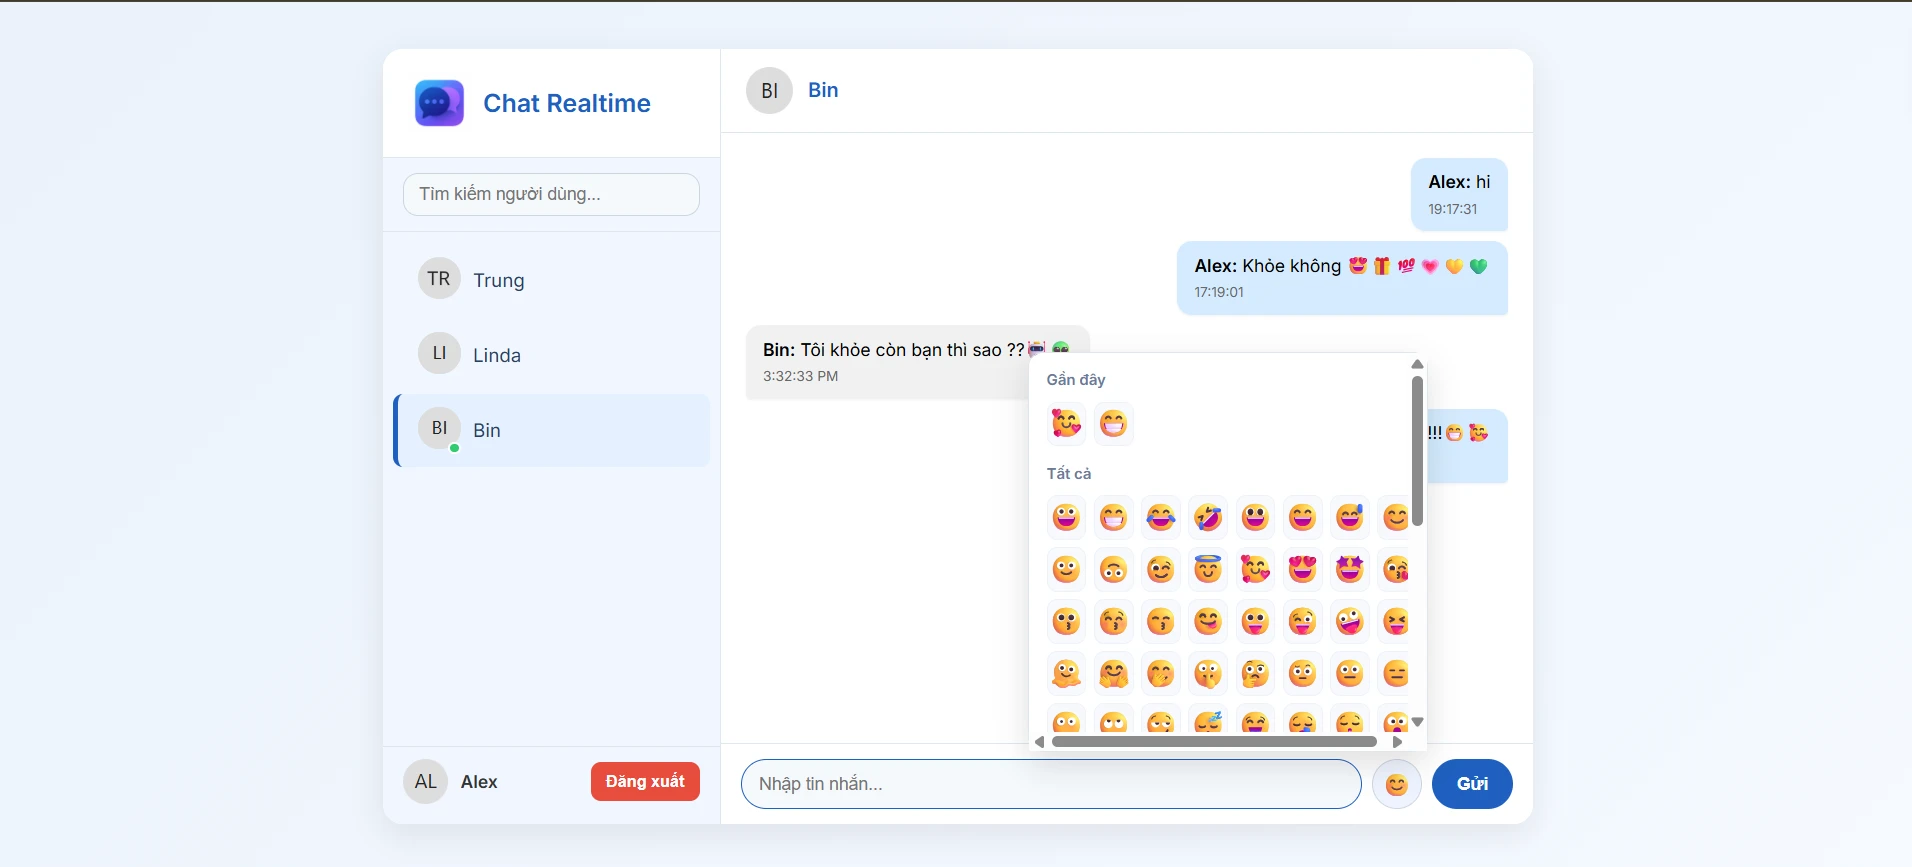 Chat Realtime
Tìm kiếm người dùng...
TR Trung
LI Linda
BI Bin
AL Alex Đăng xuất
BI Bin
Alex: hi
19:17:31
Alex: Khỏe không 😍 🎁 💯 💗 💛 💚
17:19:01
Bin: Tôi khỏe còn bạn thì sao ??🤖 👽
3:32:33 PM
!!!😁 🥰
Gần đây
Tất cả
Nhập tin nhắn...
Gửi